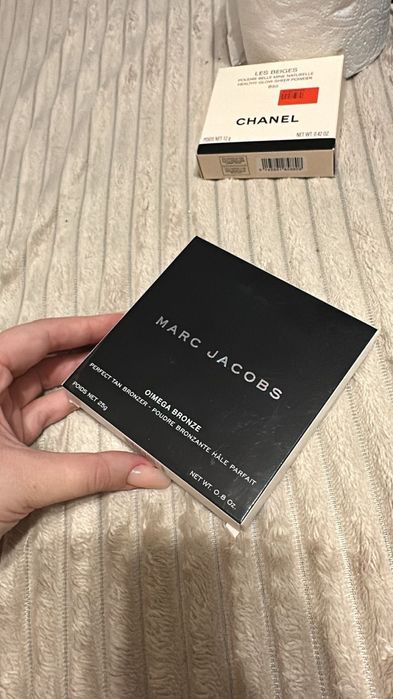 LES BEIGES
POUDRE BELLE MINE NATURELLE
HEALTHY GLOW SHEER POWDER
CHANEL
POIDS NET 12 g
NET WT. 0.42 OZ.
MARC JACOBS
O!MEGA BRONZE
PERFECT TAN BRONZER - POUDRE BRONZANTE HÂLE PARFAIT
POIDS NET 25g
NET WT. 0.8 Oz.